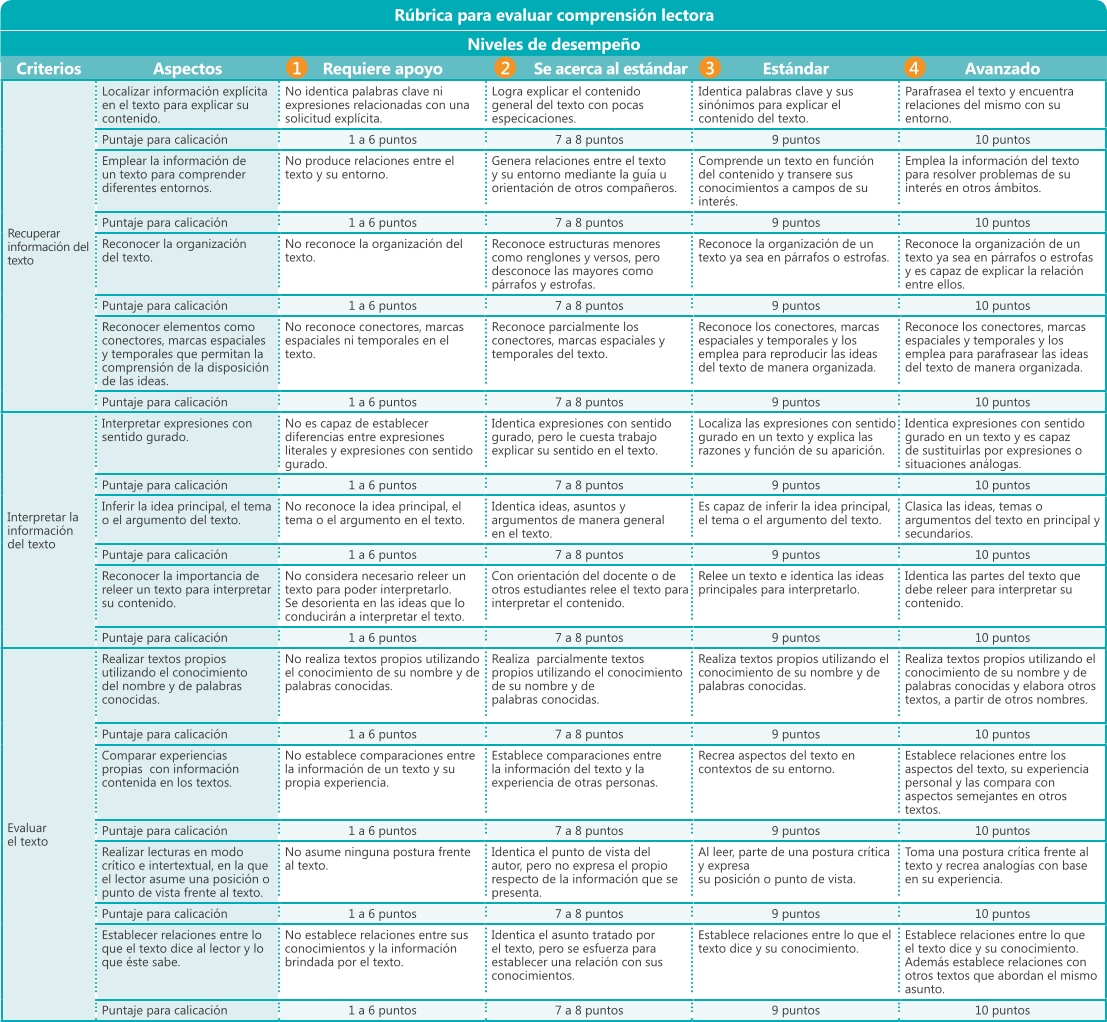 Rúbrica para evaluar comprensión lectora
Niveles de desempeño
Criterios Aspectos 1 Requiere apoyo 2 Se acerca al estándar 3 Estándar 4 Avanzado
Recuperar
información del
texto
Localizar información explícita
en el texto para explicar su
contenido.
No identica palabras clave ni
expresiones relacionadas con una
solicitud explícita.
Logra explicar el contenido
general del texto con pocas
especicaciones.
Identica palabras clave y sus
sinónimos para explicar el
contenido del texto.
Parafrasea el texto y encuentra
relaciones del mismo con su
entorno.
Puntaje para calicación 1 a 6 puntos 7 a 8 puntos 9 puntos 10 puntos
Emplear la información de
un texto para comprender
diferentes entornos.
No produce relaciones entre el
texto y su entorno.
Genera relaciones entre el texto
y su entorno mediante la guía u
orientación de otros compañeros.
Comprende un texto en función
del contenido y transere sus
conocimientos a campos de su
interés.
Emplea la información del texto
para resolver problemas de su
interés en otros ámbitos.
Puntaje para calicación 1 a 6 puntos 7 a 8 puntos 9 puntos 10 puntos
Reconocer la organización
del texto.
No reconoce la organización del
texto.
Reconoce estructuras menores
como renglones y versos, pero
desconoce las mayores como
párrafos y estrofas.
Reconoce la organización de un
texto ya sea en párrafos o estrofas.
Reconoce la organización de un
texto ya sea en párrafos o estrofas
y es capaz de explicar la relación
entre ellos.
Puntaje para calicación 1 a 6 puntos 7 a 8 puntos 9 puntos 10 puntos
Reconocer elementos como
conectores, marcas espaciales
y temporales que permitan la
comprensión de la disposición
de las ideas.
No reconoce conectores, marcas
espaciales ni temporales en el
texto.
Reconoce parcialmente los
conectores, marcas espaciales y
temporales del texto.
Reconoce los conectores, marcas
espaciales y temporales y los
emplea para reproducir las ideas
del texto de manera organizada.
Reconoce los conectores, marcas
espaciales y temporales y los
emplea para parafrasear las ideas
del texto de manera organizada.
Puntaje para calicación 1 a 6 puntos 7 a 8 puntos 9 puntos 10 puntos
Interpretar la
información
del texto
Interpretar expresiones con
sentido gurado.
No es capaz de establecer
diferencias entre expresiones
literales y expresiones con sentido
gurado.
Identica expresiones con sentido
gurado, pero le cuesta trabajo
explicar su sentido en el texto.
Localiza las expresiones con sentido
gurado en un texto y explica las
razones y función de su aparición.
Identica expresiones con sentido
gurado en un texto y es capaz
de sustituirlas por expresiones o
situaciones análogas.
Puntaje para calicación 1 a 6 puntos 7 a 8 puntos 9 puntos 10 puntos
Inferir la idea principal, el tema
o el argumento del texto.
No reconoce la idea principal, el
tema o el argumento en el texto.
Identica ideas, asuntos y
argumentos de manera general
en el texto.
Es capaz de inferir la idea principal,
el tema o el argumento del texto.
Clasica las ideas, temas o
argumentos del texto en principal y
secundarios.
Puntaje para calicación 1 a 6 puntos 7 a 8 puntos 9 puntos 10 puntos
Reconocer la importancia de
releer un texto para interpretar
su contenido.
No considera necesario releer un
texto para poder interpretarlo.
Se desorienta en las ideas que lo
conducirán a interpretar el texto.
Con orientación del docente o de
otros estudiantes relee el texto para
interpretar el contenido.
Relee un texto e identica las ideas
principales para interpretarlo.
Identica las partes del texto que
debe releer para interpretar su
contenido.
Puntaje para calicación 1 a 6 puntos 7 a 8 puntos 9 puntos 10 puntos
Evaluar
el texto
Realizar textos propios
utilizando el conocimiento
del nombre y de palabras
conocidas.
No realiza textos propios utilizando
el conocimiento de su nombre y de
palabras conocidas.
Realiza parcialmente textos
propios utilizando el conocimiento
de su nombre y de
palabras conocidas.
Realiza textos propios utilizando el
conocimiento de su nombre y de
palabras conocidas.
Realiza textos propios utilizando el
conocimiento de su nombre y de
palabras conocidas y elabora otros
textos, a partir de otros nombres.
Puntaje para calicación 1 a 6 puntos 7 a 8 puntos 9 puntos 10 puntos
Comparar experiencias
propias con información
contenida en los textos.
No establece comparaciones entre
la información de un texto y su
propia experiencia.
Establece comparaciones entre
la información del texto y la
experiencia de otras personas.
Recrea aspectos del texto en
contextos de su entorno.
Establece relaciones entre los
aspectos del texto, su experiencia
personal y las compara con
aspectos semejantes en otros
textos.
Puntaje para calicación 1 a 6 puntos 7 a 8 puntos 9 puntos 10 puntos
Realizar lecturas en modo
crítico e intertextual, en la que
el lector asume una posición o
punto de vista frente al texto.
No asume ninguna postura frente
al texto.
Identica el punto de vista del
autor, pero no expresa el propio
respecto de la información que se
presenta.
Al leer, parte de una postura crítica
y expresa
su posición o punto de vista.
Toma una postura crítica frente al
texto y recrea analogías con base
en su experiencia.
Puntaje para calicación 1 a 6 puntos 7 a 8 puntos 9 puntos 10 puntos
Establecer relaciones entre lo
que el texto dice al lector y lo
que éste sabe.
No establece relaciones entre sus
conocimientos y la información
brindada por el texto.
Identica el asunto tratado por
el texto, pero se esfuerza para
establecer una relación con sus
conocimientos.
Establece relaciones entre lo que el
texto dice y su conocimiento.
Establece relaciones entre lo que
el texto dice y su conocimiento.
Además establece relaciones con
otros textos que abordan el mismo
asunto.
Puntaje para calicación 1 a 6 puntos 7 a 8 puntos 9 puntos 10 puntos